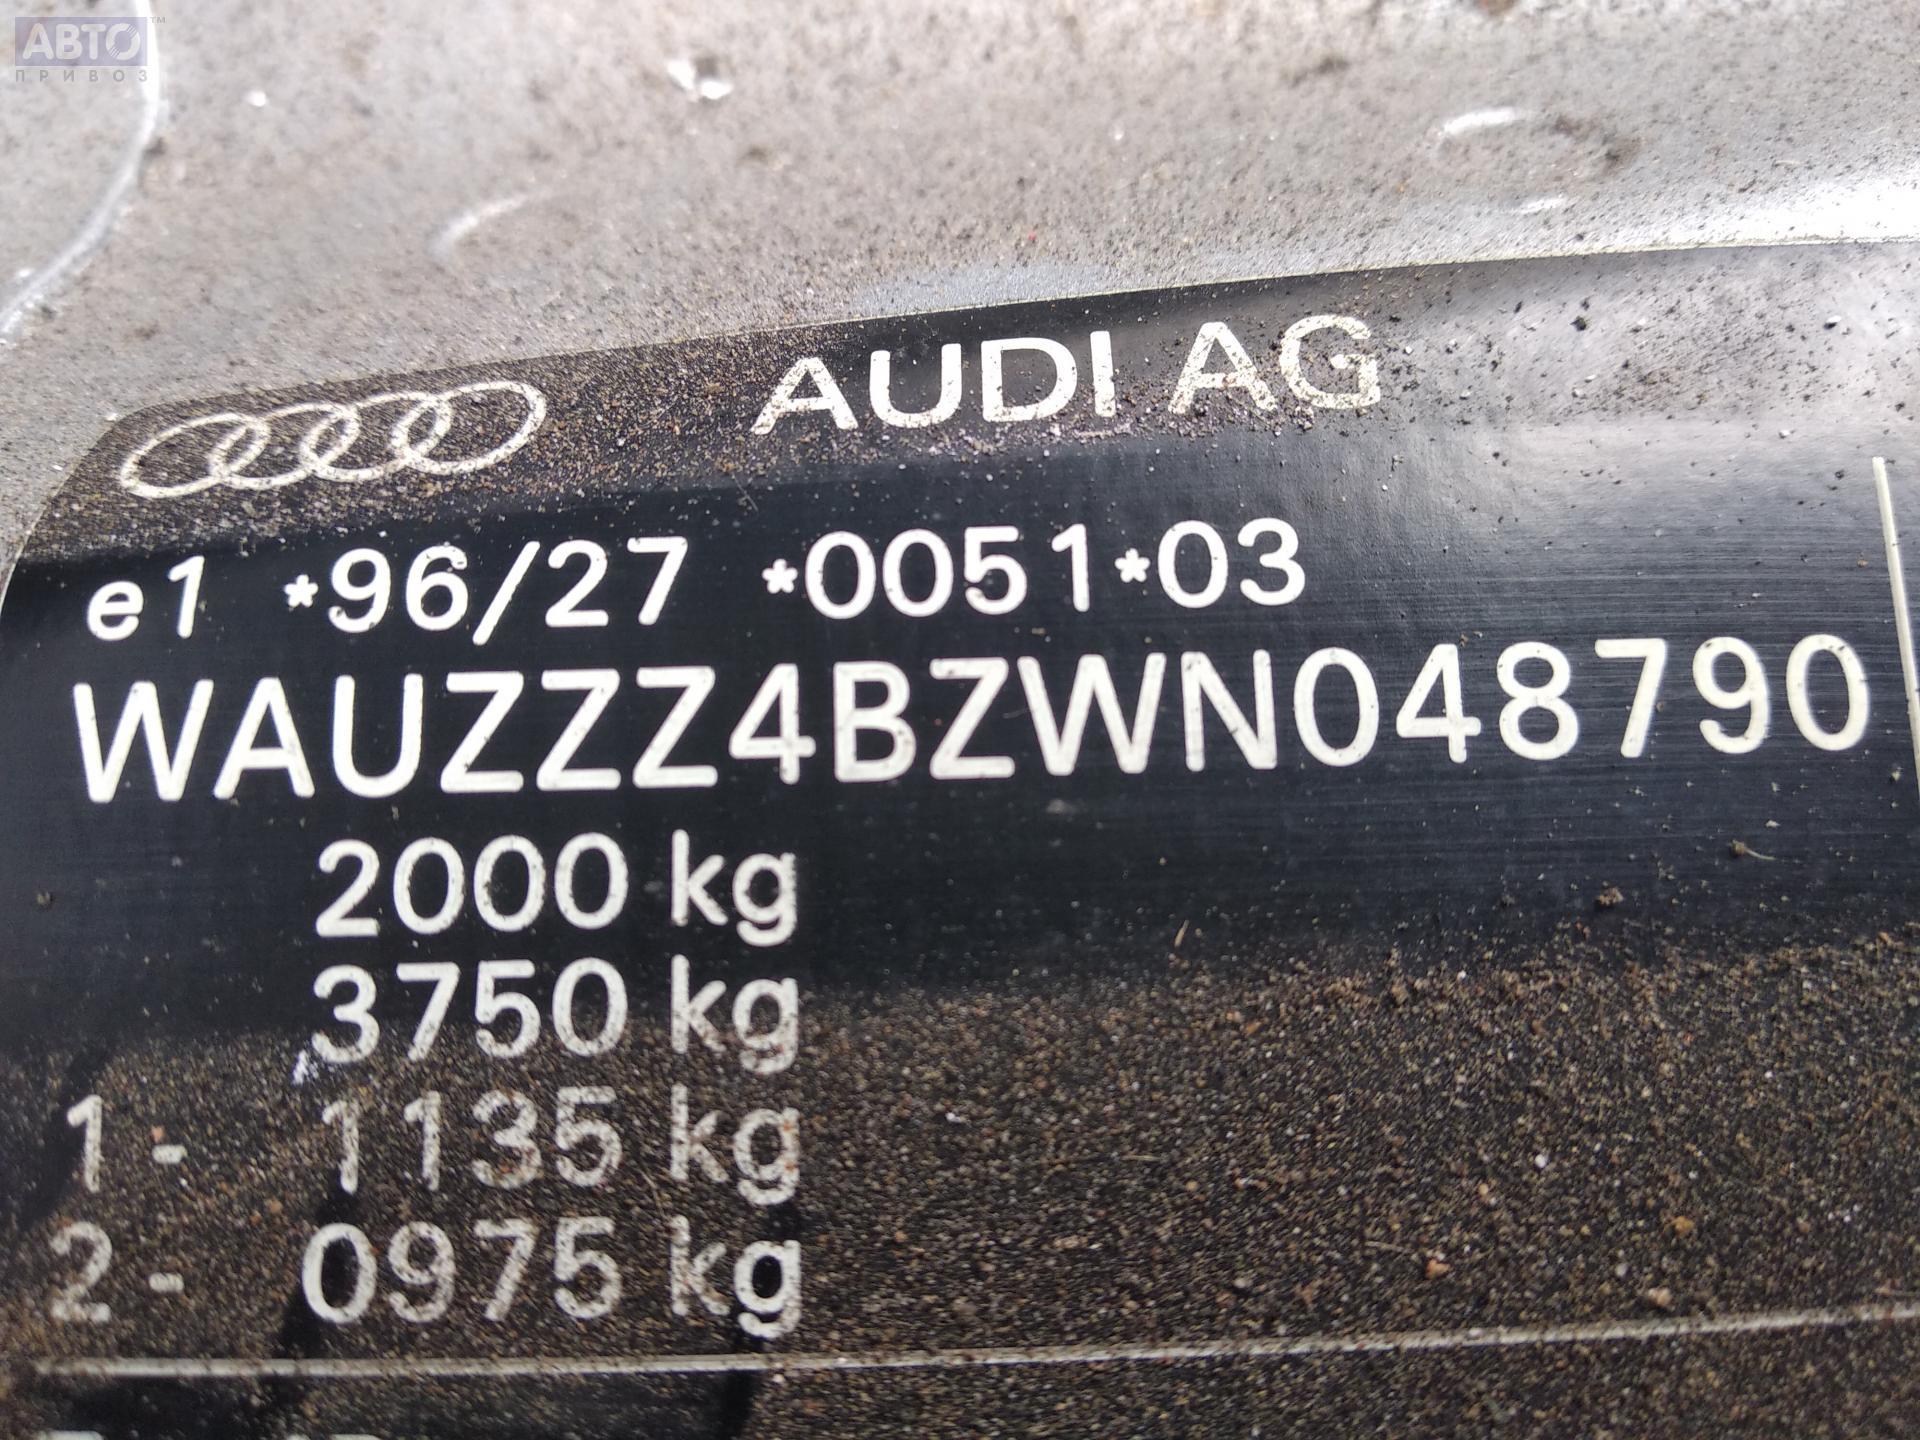 АВТО™
ПРИВОЗ
AUDI AG
e1 *96/27 *0051*03
WAUZZZ4BZWN048790
2000 kg
3750 kg
1- 1135 kg
2- 0975 kg